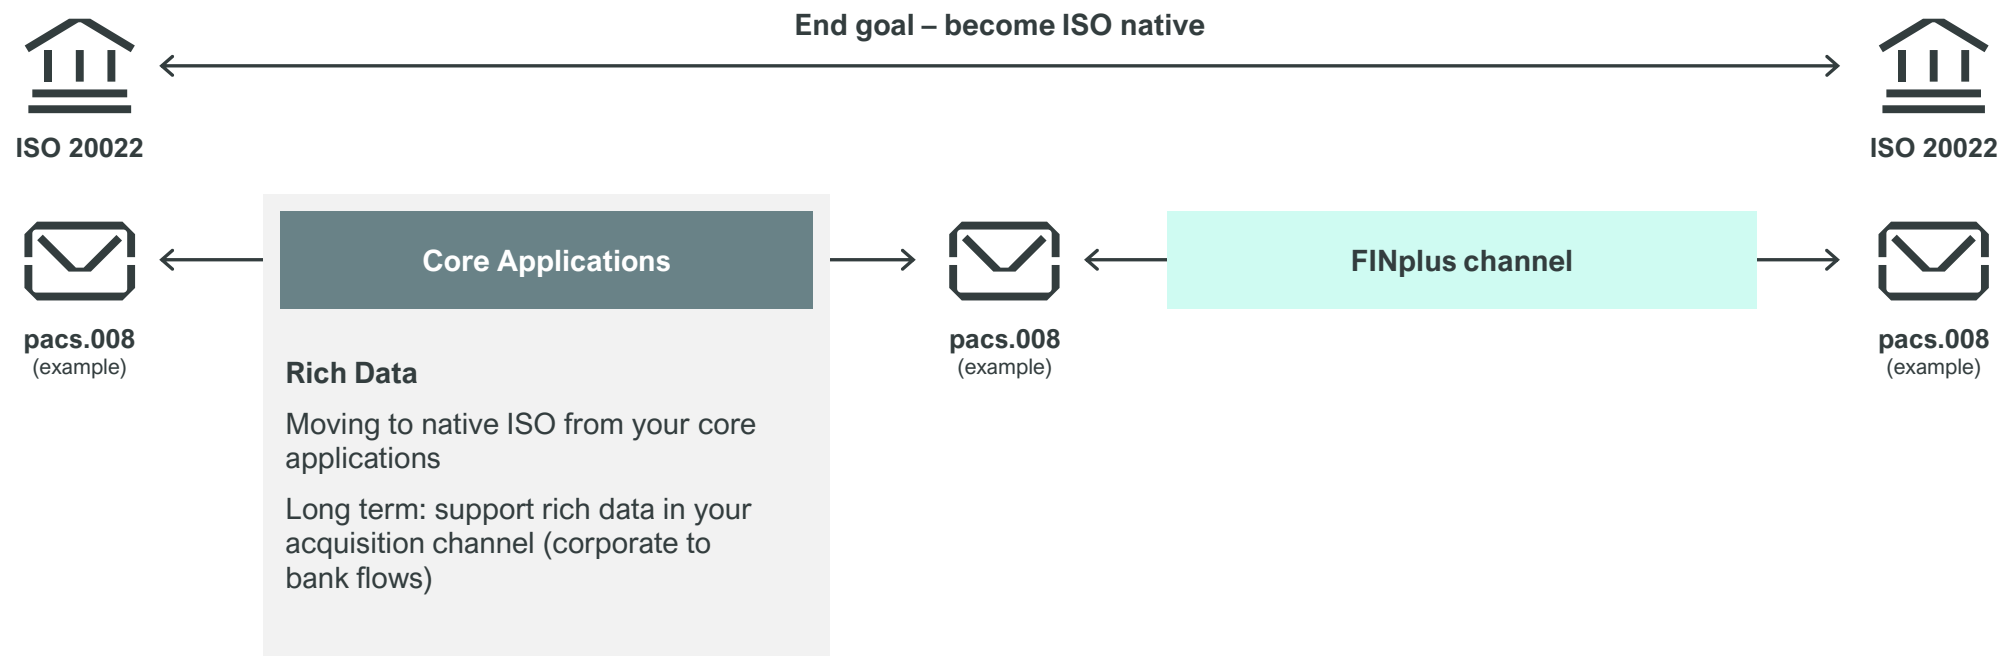 End goal – become ISO native
ISO 20022
ISO 20022
Core Applications
FINplus channel
pacs.008
(example)
pacs.008
(example)
pacs.008
(example)
Rich Data
Moving to native ISO from your core
applications
Long term: support rich data in your
acquisition channel (corporate to
bank flows)